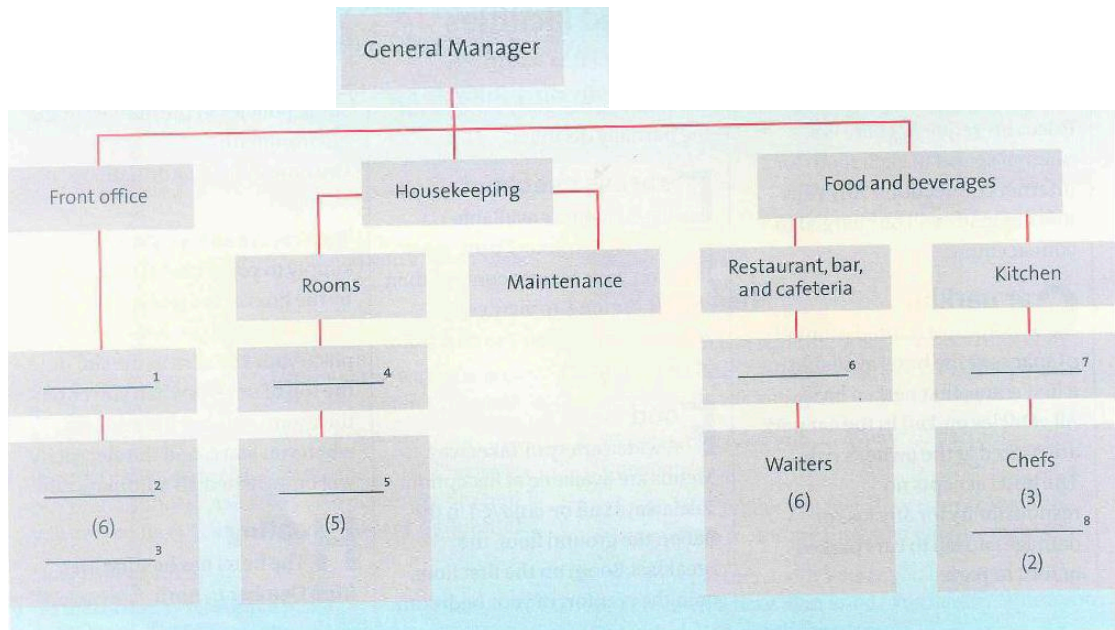 General Manager
Front office
Housekeeping
Food and beverages
Rooms
Maintenance
Restaurant, bar,
and cafeteria
Kitchen
1
4
6
7
2
(6)
3
5
(5)
Waiters
(6)
Chefs
(3)
8
(2)